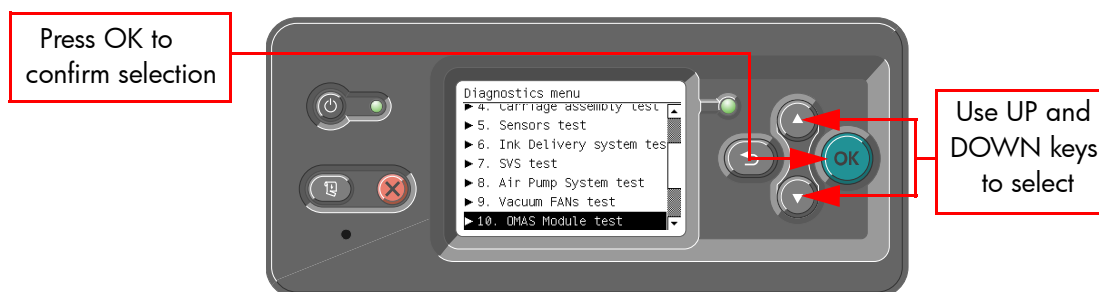 Press OK to
confirm selection
Diagnostics menu
▶ 4. Carriage assembly test
▶ 5. Sensors test
▶ 6. Ink Delivery system tes
▶ 7. SVS test
▶ 8. Air Pump System test
▶ 9. Vacuum FANs test
▶ 10. OMAS Module test
OK
Use UP and
DOWN keys
to select